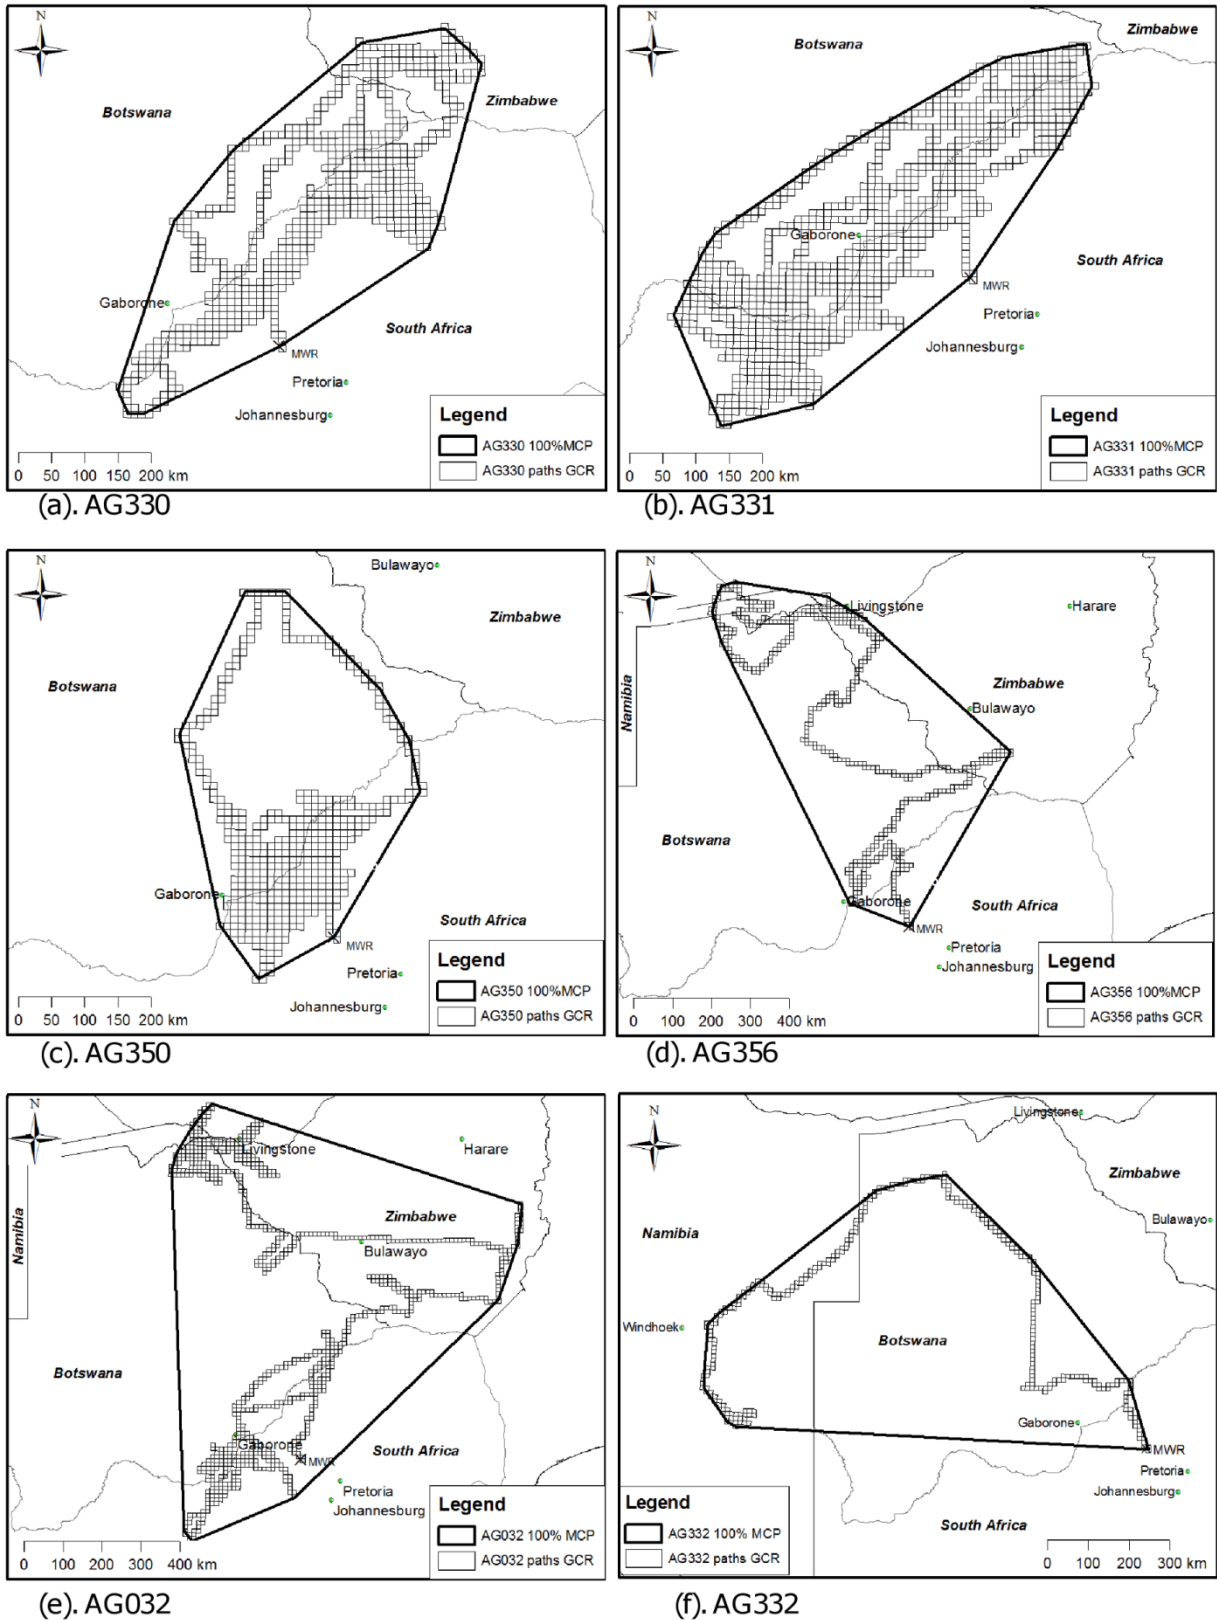 N
Botswana
Zimbabwe
Gaborone
South Africa
MWR
Pretoria
Johannesburg
0 50 100 150 200 km
Legend
AG330 100%MCP
AG330 paths GCR
(a). AG330
N
Botswana
Zimbabwe
Gaborone
South Africa
MWR
Pretoria
Johannesburg
0 50 100 150 200 km
Legend
AG331 100%MCP
AG331 paths GCR
(b). AG331
N
Bulawayo
Zimbabwe
Botswana
Gaborone
South Africa
MWR
Pretoria
Johannesburg
0 50 100 150 200 km
Legend
AG350 100%MCP
AG350 paths GCR
(c). AG350
N
Livingstone
Harare
Namibia
Zimbabwe
Bulawayo
Botswana
Gaborone
South Africa
MWR
Pretoria
Johannesburg
0 100 200 300 400 km
Legend
AG356 100%MCP
AG356 paths GCR
(d). AG356
N
Livingstone
Harare
Namibia
Zimbabwe
Bulawayo
Botswana
Gaborone
South Africa
MWR
Pretoria
Johannesburg
0 100 200 400 km
Legend
AG032 100% MCP
AG032 paths GCR
(e). AG032
N
Livingstone
Zimbabwe
Namibia
Bulawayo
Windhoek
Botswana
Gaborone
MWR
Pretoria
Johannesburg
South Africa
Legend
AG332 100% MCP
AG332 paths GCR
0 100 200 300 km
(f). AG332